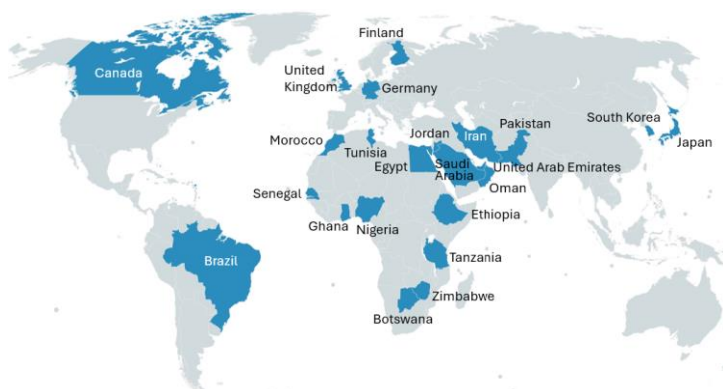 Finland
Canada
United
Kingdom
Germany
South Korea
Pakistan
Jordan
Iran
Morocco
Japan
Tunisia
Egypt
Saudi
Arabia
United Arab Emirates
Oman
Senegal
Ethiopia
Ghana
Nigeria
Brazil
Tanzania
Zimbabwe
Botswana